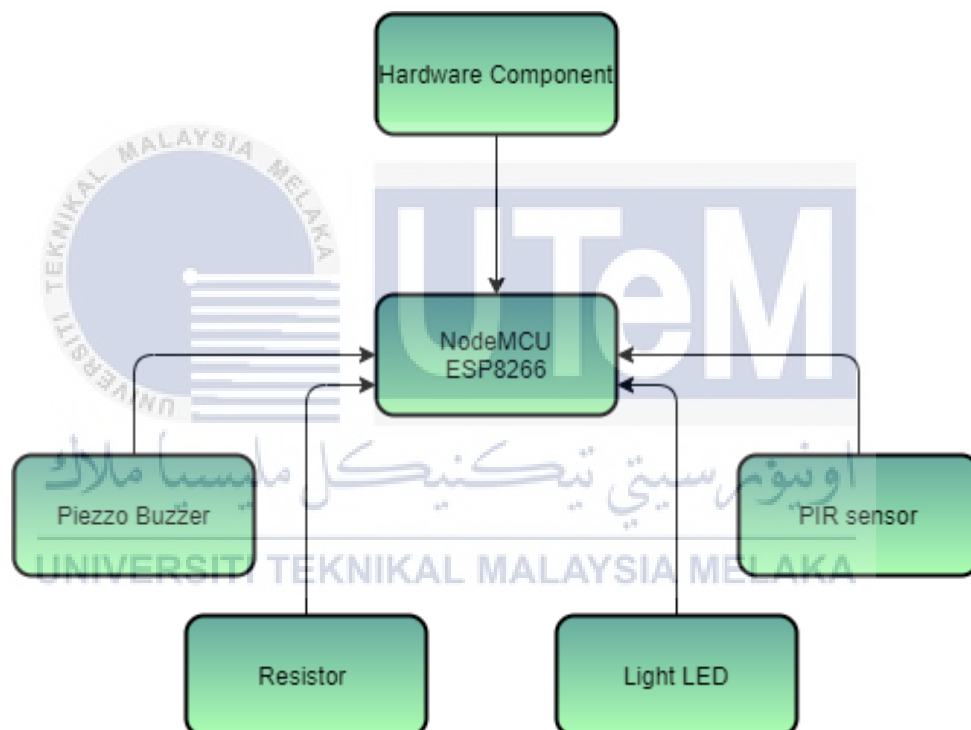 Hardware Component
UNIVERSITI TEKNIKAL MALAYSIA MELAKA
UTeM
NodeMCU
ESP8266
اونيۏرسيتي تيكنيكل مليسيا ملاك
Piezzo Buzzer
PIR sensor
UNIVERSITI TEKNIKAL MALAYSIA MELAKA
Resistor
Light LED